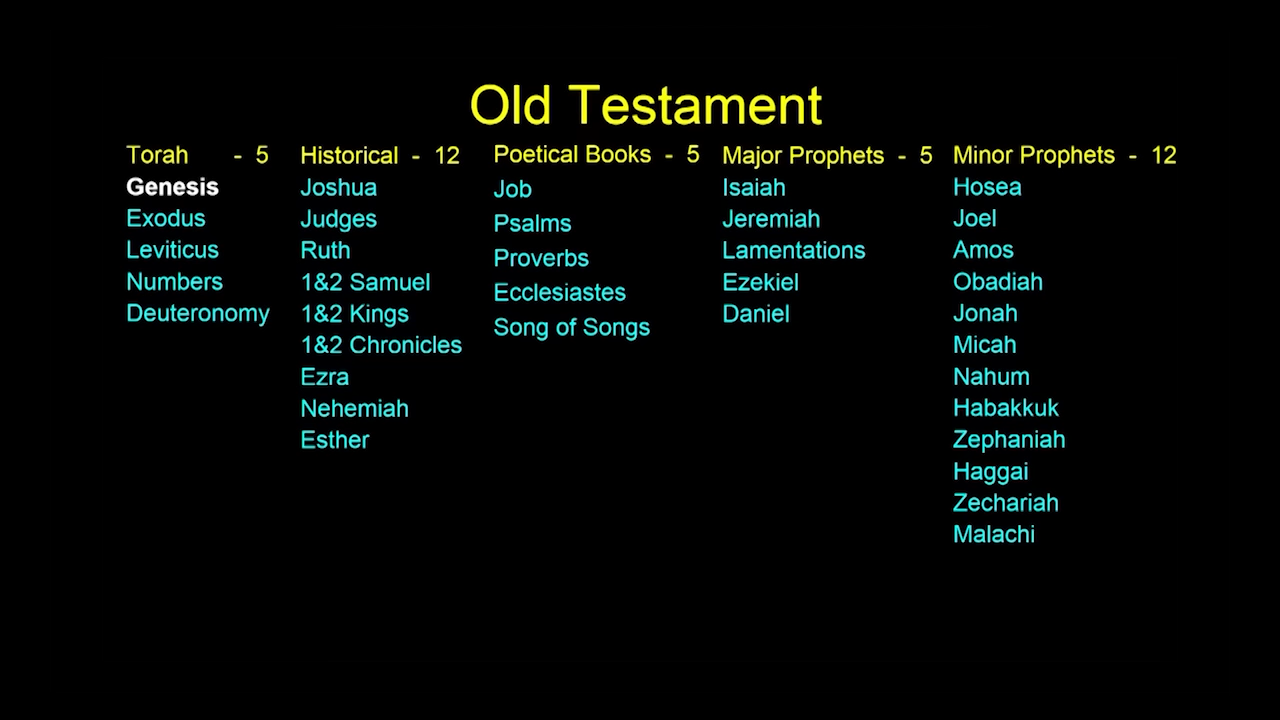 Old Testament
Torah - 5
Genesis
Exodus
Leviticus
Numbers
Deuteronomy
Historical - 12
Joshua
Judges
Ruth
1&2 Samuel
1&2 Kings
1&2 Chronicles
Ezra
Nehemiah
Esther
Poetical Books - 5
Job
Psalms
Proverbs
Ecclesiastes
Song of Songs
Major Prophets - 5
Isaiah
Jeremiah
Lamentations
Ezekiel
Daniel
Minor Prophets - 12
Hosea
Joel
Amos
Obadiah
Jonah
Micah
Nahum
Habakkuk
Zephaniah
Haggai
Zechariah
Malachi